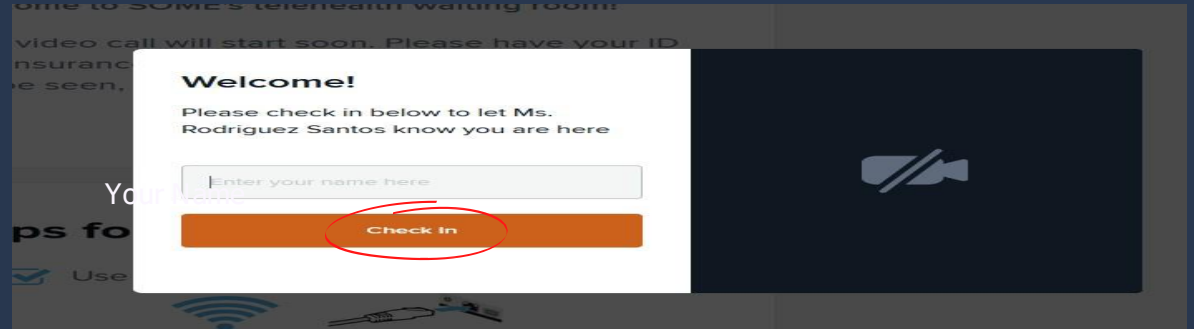 ome to SOME's telehealth waiting room!
video call will start soon. Please have your ID
nsuranc
e seen,
Welcome!
Please check in below to let Ms.
Rodriguez Santos know you are here
Enter your name here
Your Name
Check In
ps fo
Use